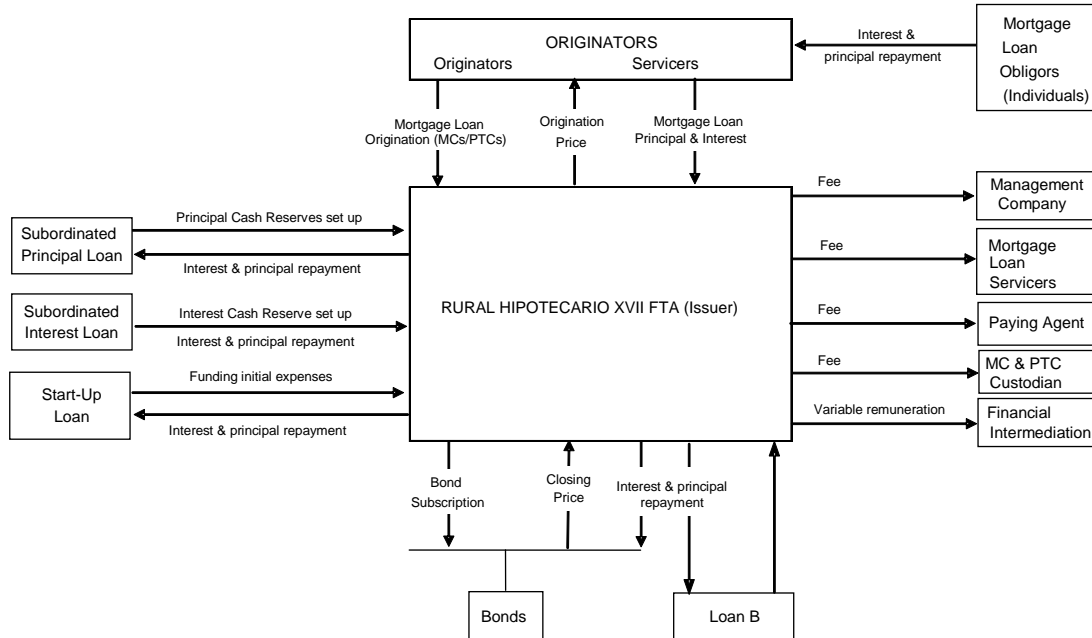 ORIGINATORS
Originators
Servicers
Interest &
principal repayment
Mortgage
Loan
Obligors
(Individuals)
Mortgage Loan
Origination (MCs/PTCs)
Origination
Price
Mortgage Loan
Principal & Interest
Subordinated
Principal Loan
Principal Cash Reserves set up
Interest & principal repayment
Subordinated
Interest Loan
Interest Cash Reserve set up
Interest & principal repayment
Start-Up
Loan
Funding initial expenses
Interest & principal repayment
RURAL HIPOTECARIO XVII FTA (Issuer)
Fee
Management
Company
Fee
Mortgage
Loan
Servicers
Fee
Paying Agent
Fee
MC & PTC
Custodian
Variable remuneration
Financial
Intermediation
Bond
Subscription
Closing
Price
Interest & principal
repayment
Bonds
Loan B